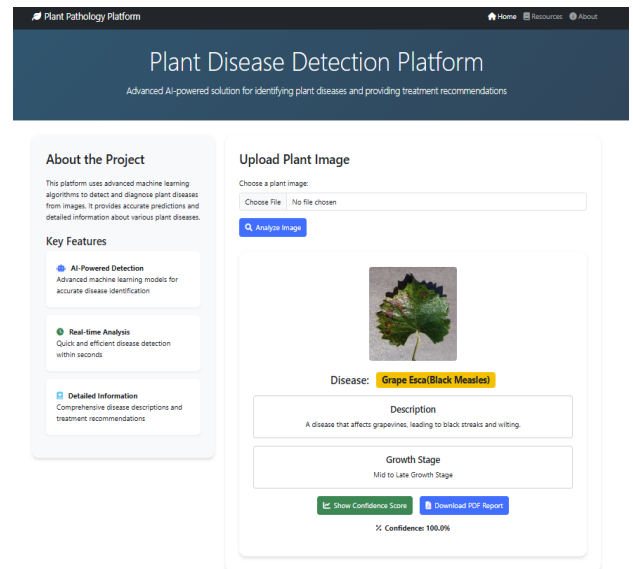 Plant Pathology Platform
Home Resources About
Plant Disease Detection Platform
Advanced AI-powered solution for identifying plant diseases and providing treatment recommendations
About the Project
This platform uses advanced machine learning
algorithms to detect and diagnose plant diseases
from images. It provides accurate predictions and
detailed information about various plant diseases.
Key Features
AI-Powered Detection
Advanced machine learning models for
accurate disease identification
Real-time Analysis
Quick and efficient disease detection
within seconds
Detailed Information
Comprehensive disease descriptions and
treatment recommendations
Upload Plant Image
Choose a plant image:
Choose File No file chosen
Analyze Image
Disease: Grape Esca(Black Measles)
Description
A disease that affects grapevines, leading to black streaks and wilting.
Growth Stage
Mid to Late Growth Stage
Show Confidence Score Download PDF Report
% Confidence: 100.0%